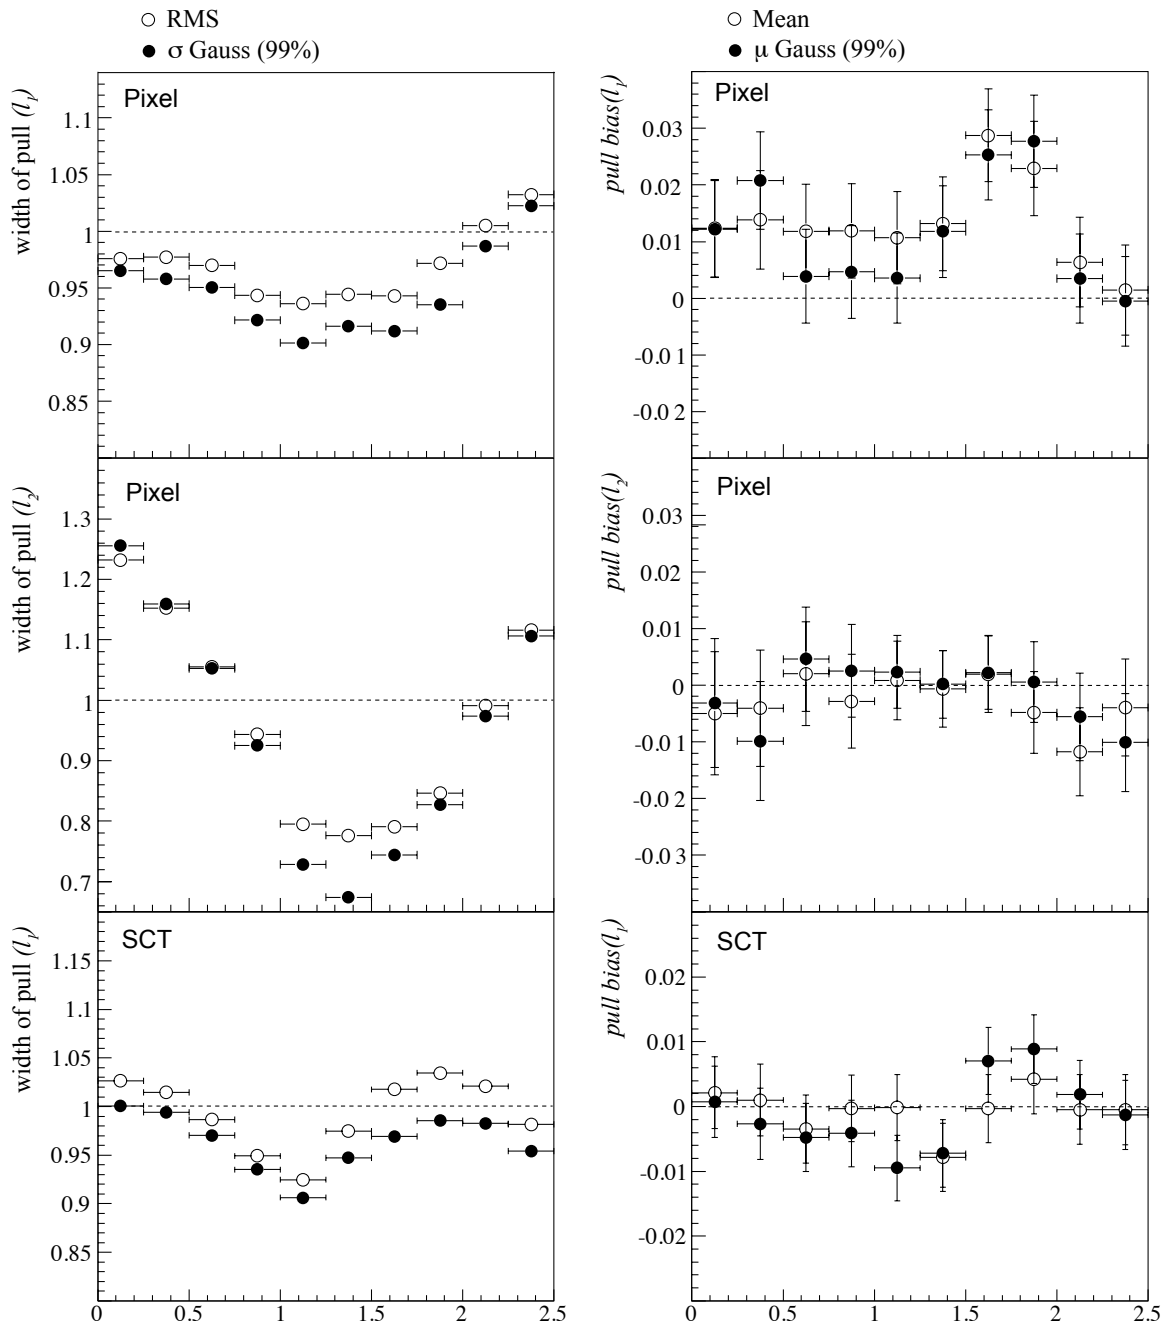 ○ RMS
● σ Gauss (99%)
○ Mean
● μ Gauss (99%)
width of pull (l₁)
Pixel
1.1
1.05
1
0.95
0.9
0.85
pull bias(l₁)
Pixel
0.03
0.02
0.01
0
-0.01
-0.02
width of pull (l₂)
Pixel
1.3
1.2
1.1
1
0.9
0.8
0.7
pull bias(l₂)
Pixel
0.03
0.02
0.01
0
-0.01
-0.02
-0.03
width of pull (l₁)
SCT
1.15
1.1
1.05
1
0.95
0.9
0.85
0 0.5 1 1.5 2 2.5
pull bias(l₁)
SCT
0.02
0.01
0
-0.01
-0.02
0 0.5 1 1.5 2 2.5